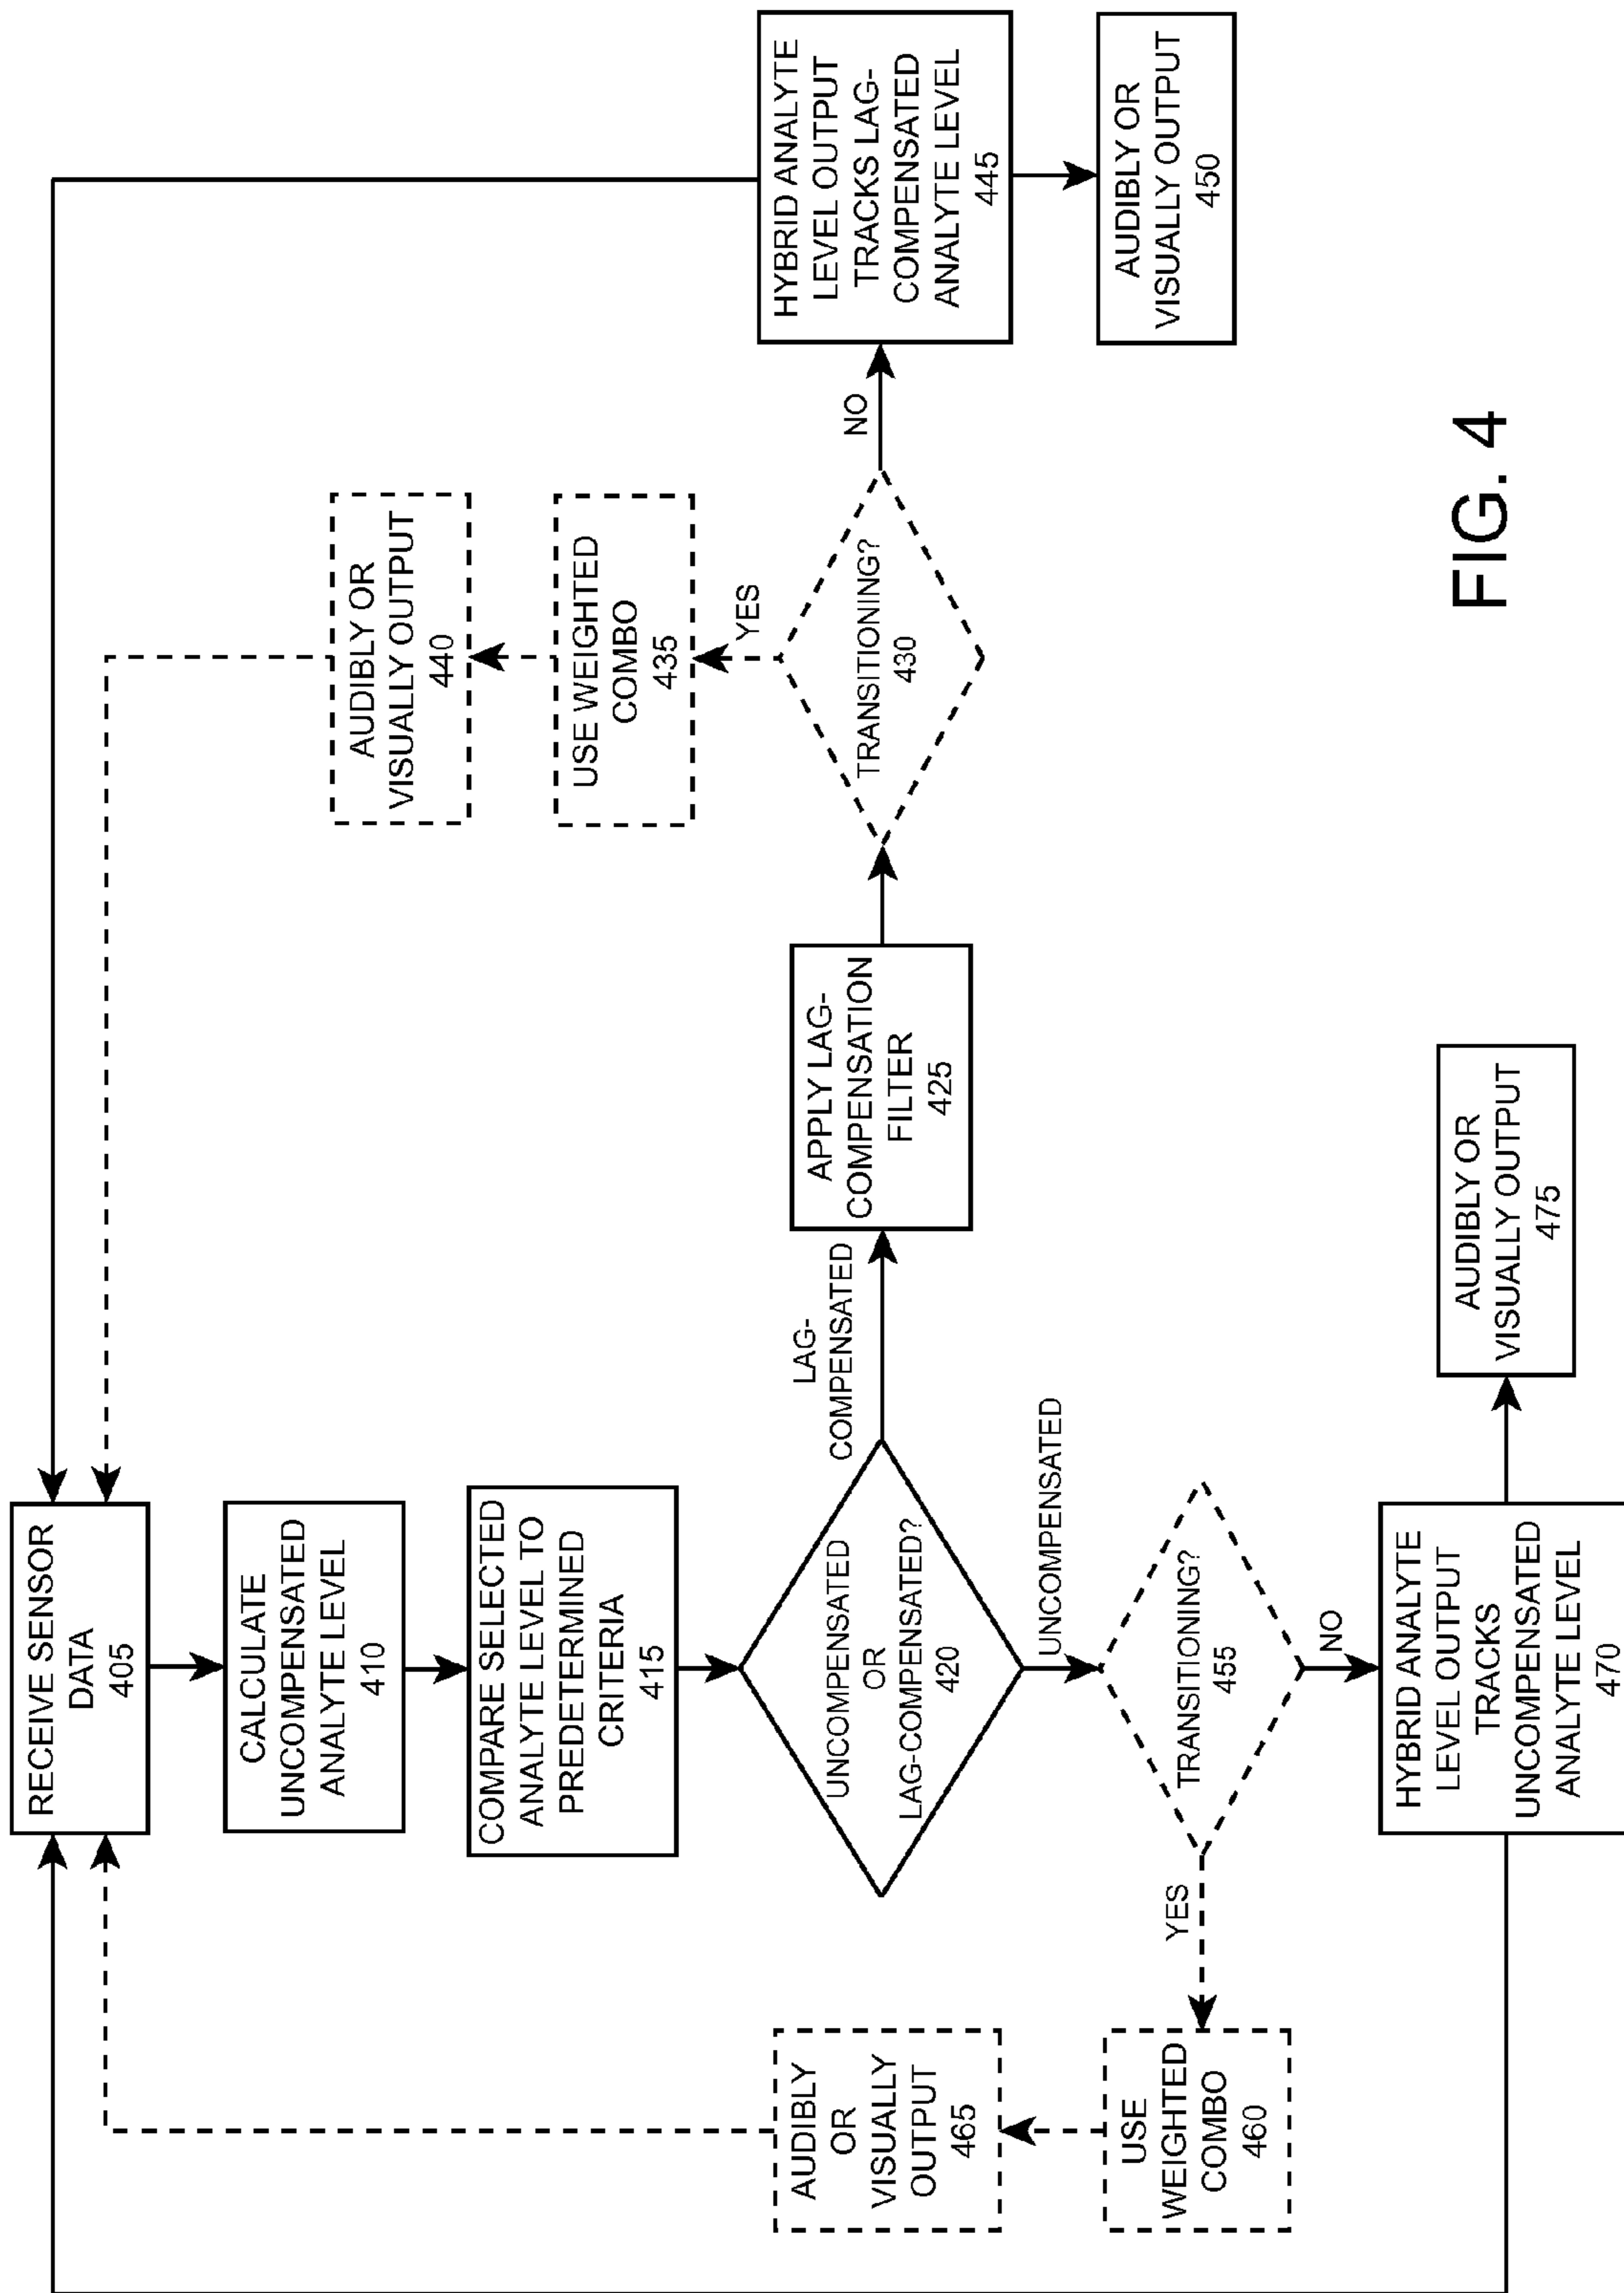 RECEIVE SENSOR
DATA
405
CALCULATE
UNCOMPENSATED
ANALYTE LEVEL
410
COMPARE SELECTED
ANALYTE LEVEL TO
PREDETERMINED
CRITERIA
415
UNCOMPENSATED
OR
LAG-COMPENSATED?
420
LAG-
COMPENSATED
APPLY LAG-
COMPENSATION
FILTER
425
TRANSITIONING?
430
YES
USE WEIGHTED
COMBO
435
AUDIBLY OR
VISUALLY OUTPUT
440
NO
HYBRID ANALYTE
LEVEL OUTPUT
TRACKS LAG-
COMPENSATED
ANALYTE LEVEL
445
AUDIBLY OR
VISUALLY OUTPUT
450
UNCOMPENSATED
TRANSITIONING?
455
YES
USE
WEIGHTED
COMBO
460
AUDIBLY
OR
VISUALLY
OUTPUT
465
NO
HYBRID ANALYTE
LEVEL OUTPUT
TRACKS
UNCOMPENSATED
ANALYTE LEVEL
470
AUDIBLY OR
VISUALLY OUTPUT
475
FIG. 4